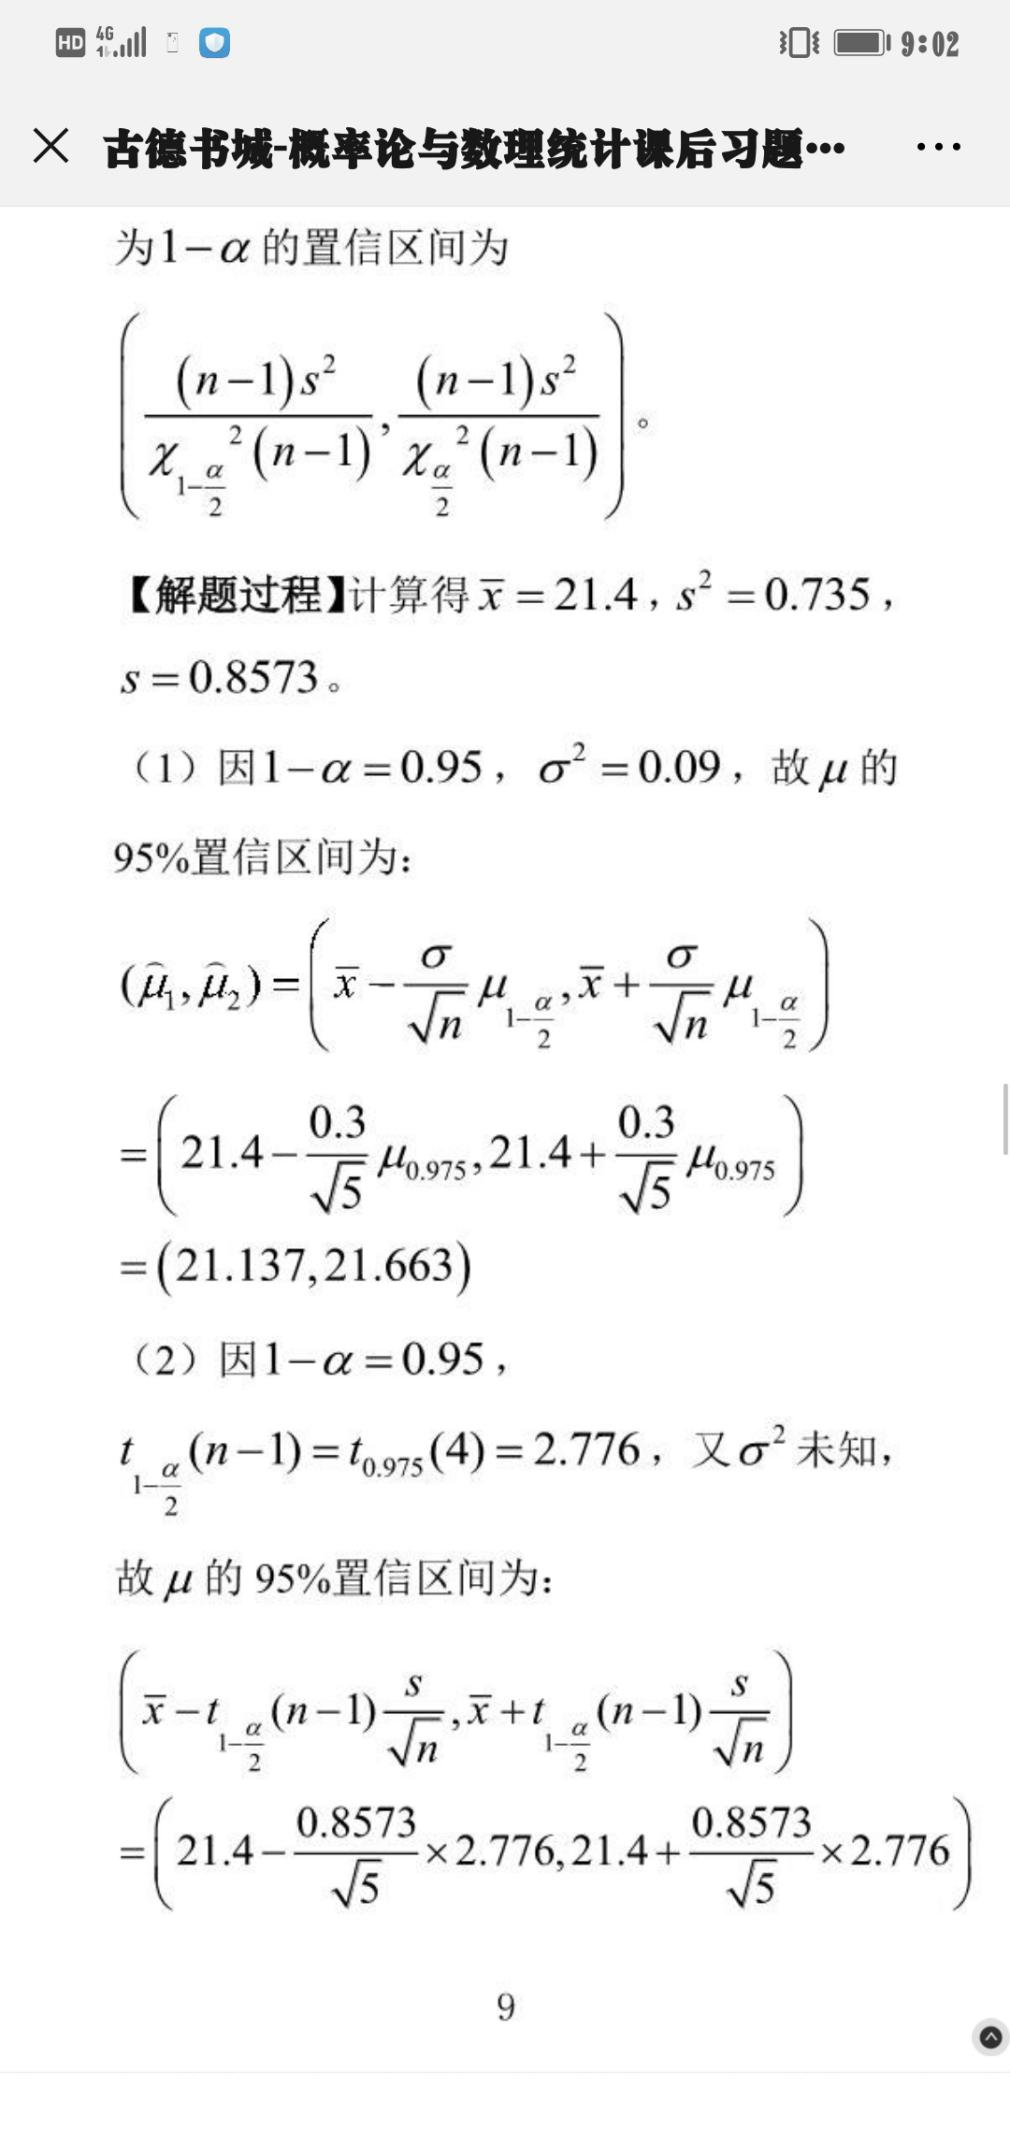 HD 4G 9:02
古德书城-概率论与数理统计课后习题… …
为1−α 的置信区间为
( (n−1)s² / χ_{1−α/2}²(n−1) , (n−1)s² / χ_{α/2}²(n−1) ) 。
【解题过程】计算得 x̄ = 21.4，s² = 0.735，
s = 0.8573。
（1）因1−α = 0.95，σ² = 0.09，故 μ 的
95%置信区间为：
(μ̂₁, μ̂₂) = ( x̄ − σ/√n μ_{1−α/2}, x̄ + σ/√n μ_{1−α/2} )
= ( 21.4 − 0.3/√5 μ_{0.975}, 21.4 + 0.3/√5 μ_{0.975} )
= (21.137, 21.663)
（2）因1−α = 0.95，
t_{1−α/2}(n−1) = t_{0.975}(4) = 2.776，又σ² 未知，
故 μ 的 95%置信区间为：
( x̄ − t_{1−α/2}(n−1) s/√n, x̄ + t_{1−α/2}(n−1) s/√n )
= ( 21.4 − 0.8573/√5 × 2.776, 21.4 + 0.8573/√5 × 2.776 )
9